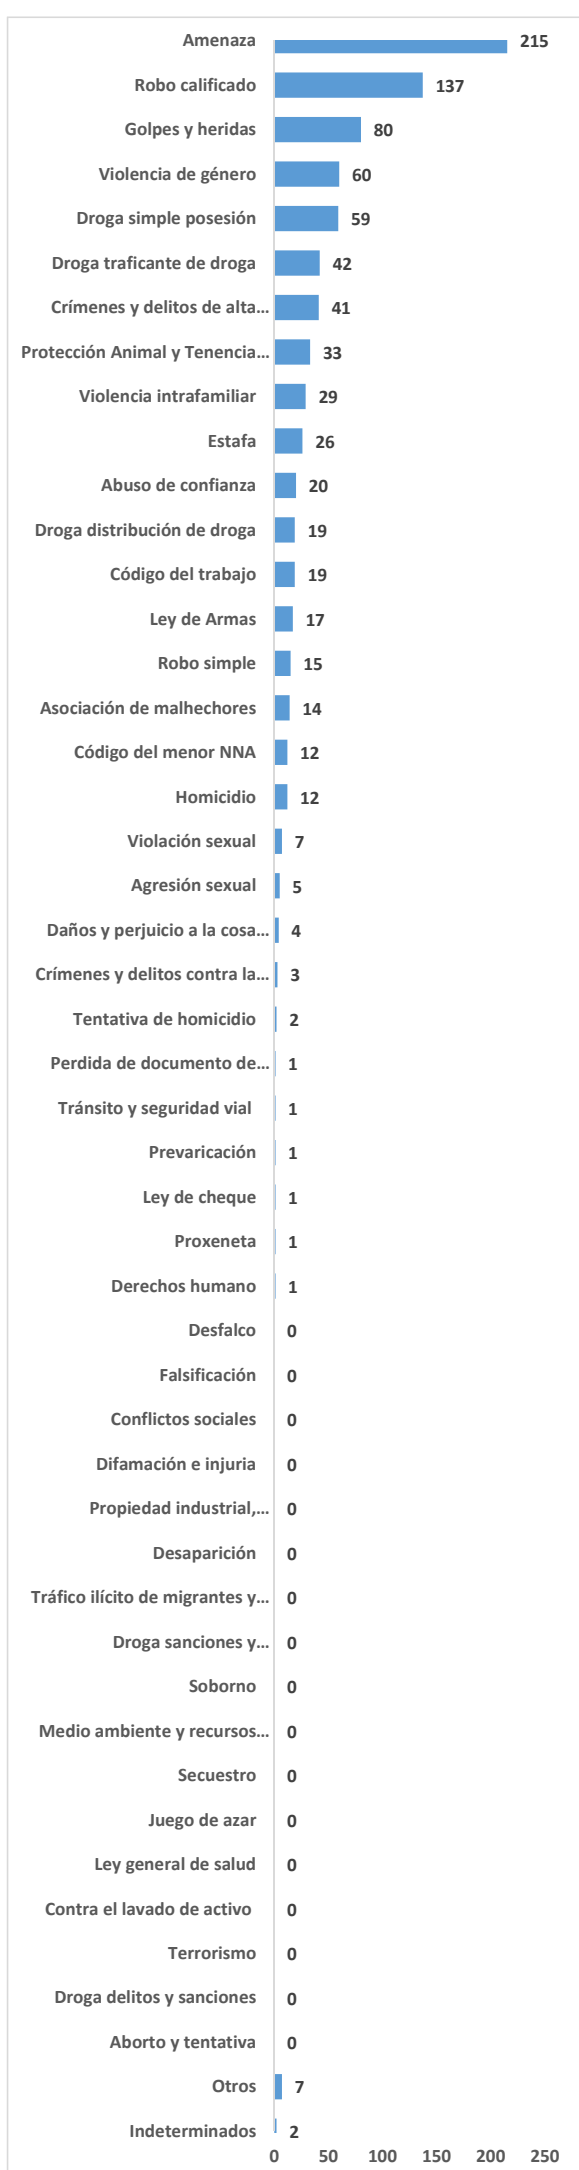 Amenaza 215
Robo calificado 137
Golpes y heridas 80
Violencia de género 60
Droga simple posesión 59
Droga traficante de droga 42
Crímenes y delitos de alta… 41
Protección Animal y Tenencia… 33
Violencia intrafamiliar 29
Estafa 26
Abuso de confianza 20
Droga distribución de droga 19
Código del trabajo 19
Ley de Armas 17
Robo simple 15
Asociación de malhechores 14
Código del menor NNA 12
Homicidio 12
Violación sexual 7
Agresión sexual 5
Daños y perjuicio a la cosa… 4
Crímenes y delitos contra la… 3
Tentativa de homicidio 2
Perdida de documento de… 1
Tránsito y seguridad vial 1
Prevaricación 1
Ley de cheque 1
Proxeneta 1
Derechos humano 1
Desfalco 0
Falsificación 0
Conflictos sociales 0
Difamación e injuria 0
Propiedad industrial,… 0
Desaparición 0
Tráfico ilícito de migrantes y… 0
Droga sanciones y… 0
Soborno 0
Medio ambiente y recursos… 0
Secuestro 0
Juego de azar 0
Ley general de salud 0
Contra el lavado de activo 0
Terrorismo 0
Droga delitos y sanciones 0
Aborto y tentativa 0
Otros 7
Indeterminados 2
0 50 100 150 200 250